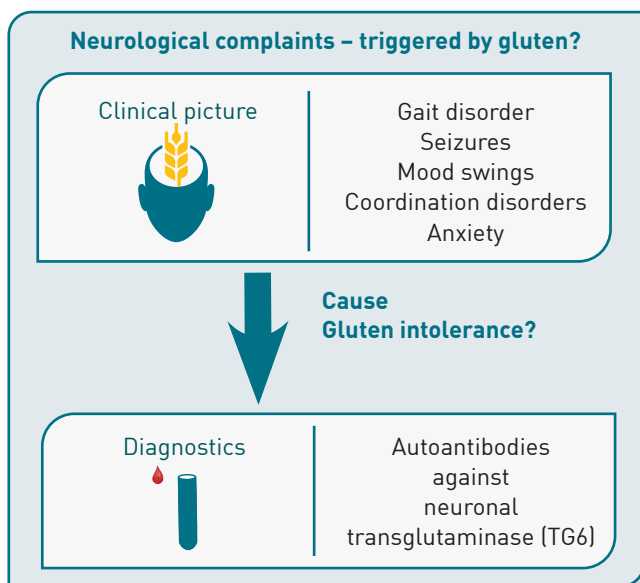 Neurological complaints – triggered by gluten?
Clinical picture
Gait disorder
Seizures
Mood swings
Coordination disorders
Anxiety
Cause
Gluten intolerance?
Diagnostics
Autoantibodies
against
neuronal
transglutaminase (TG6)